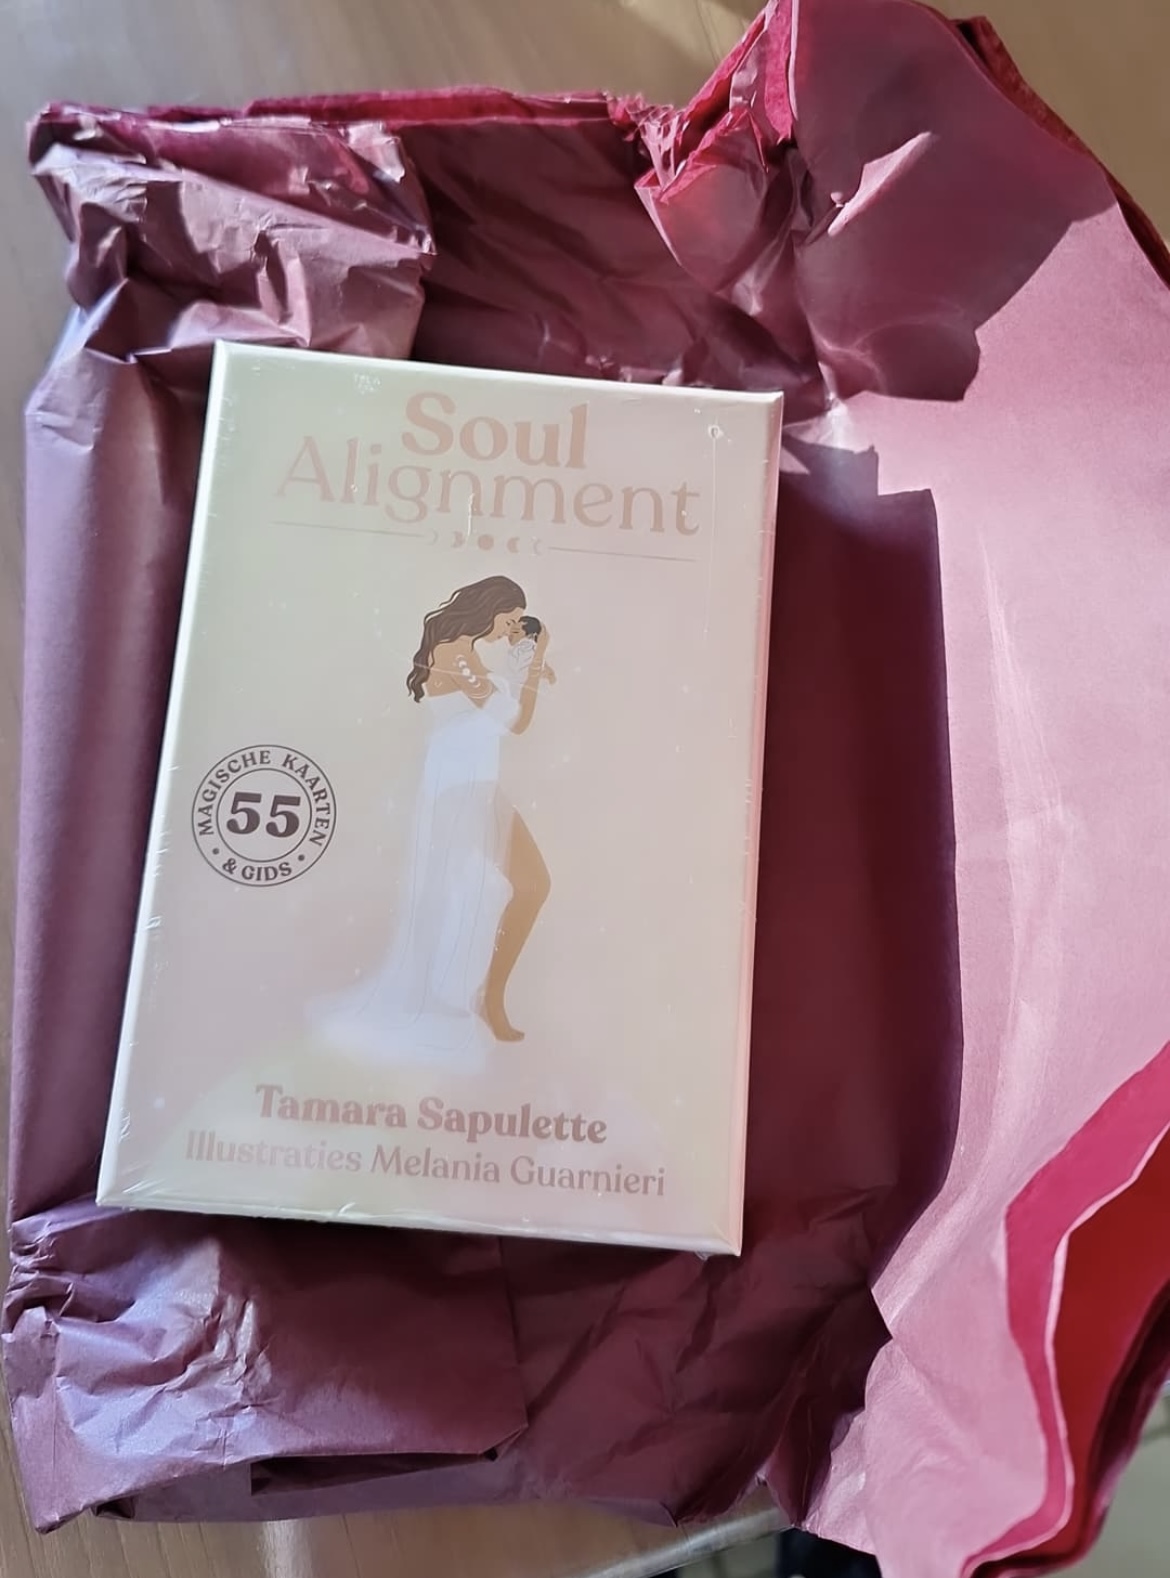 Soul
Alignment
MAGISCHE KAARTEN
55
& GIDS
Tamara Sapulette
Illustraties Melania Guarnieri